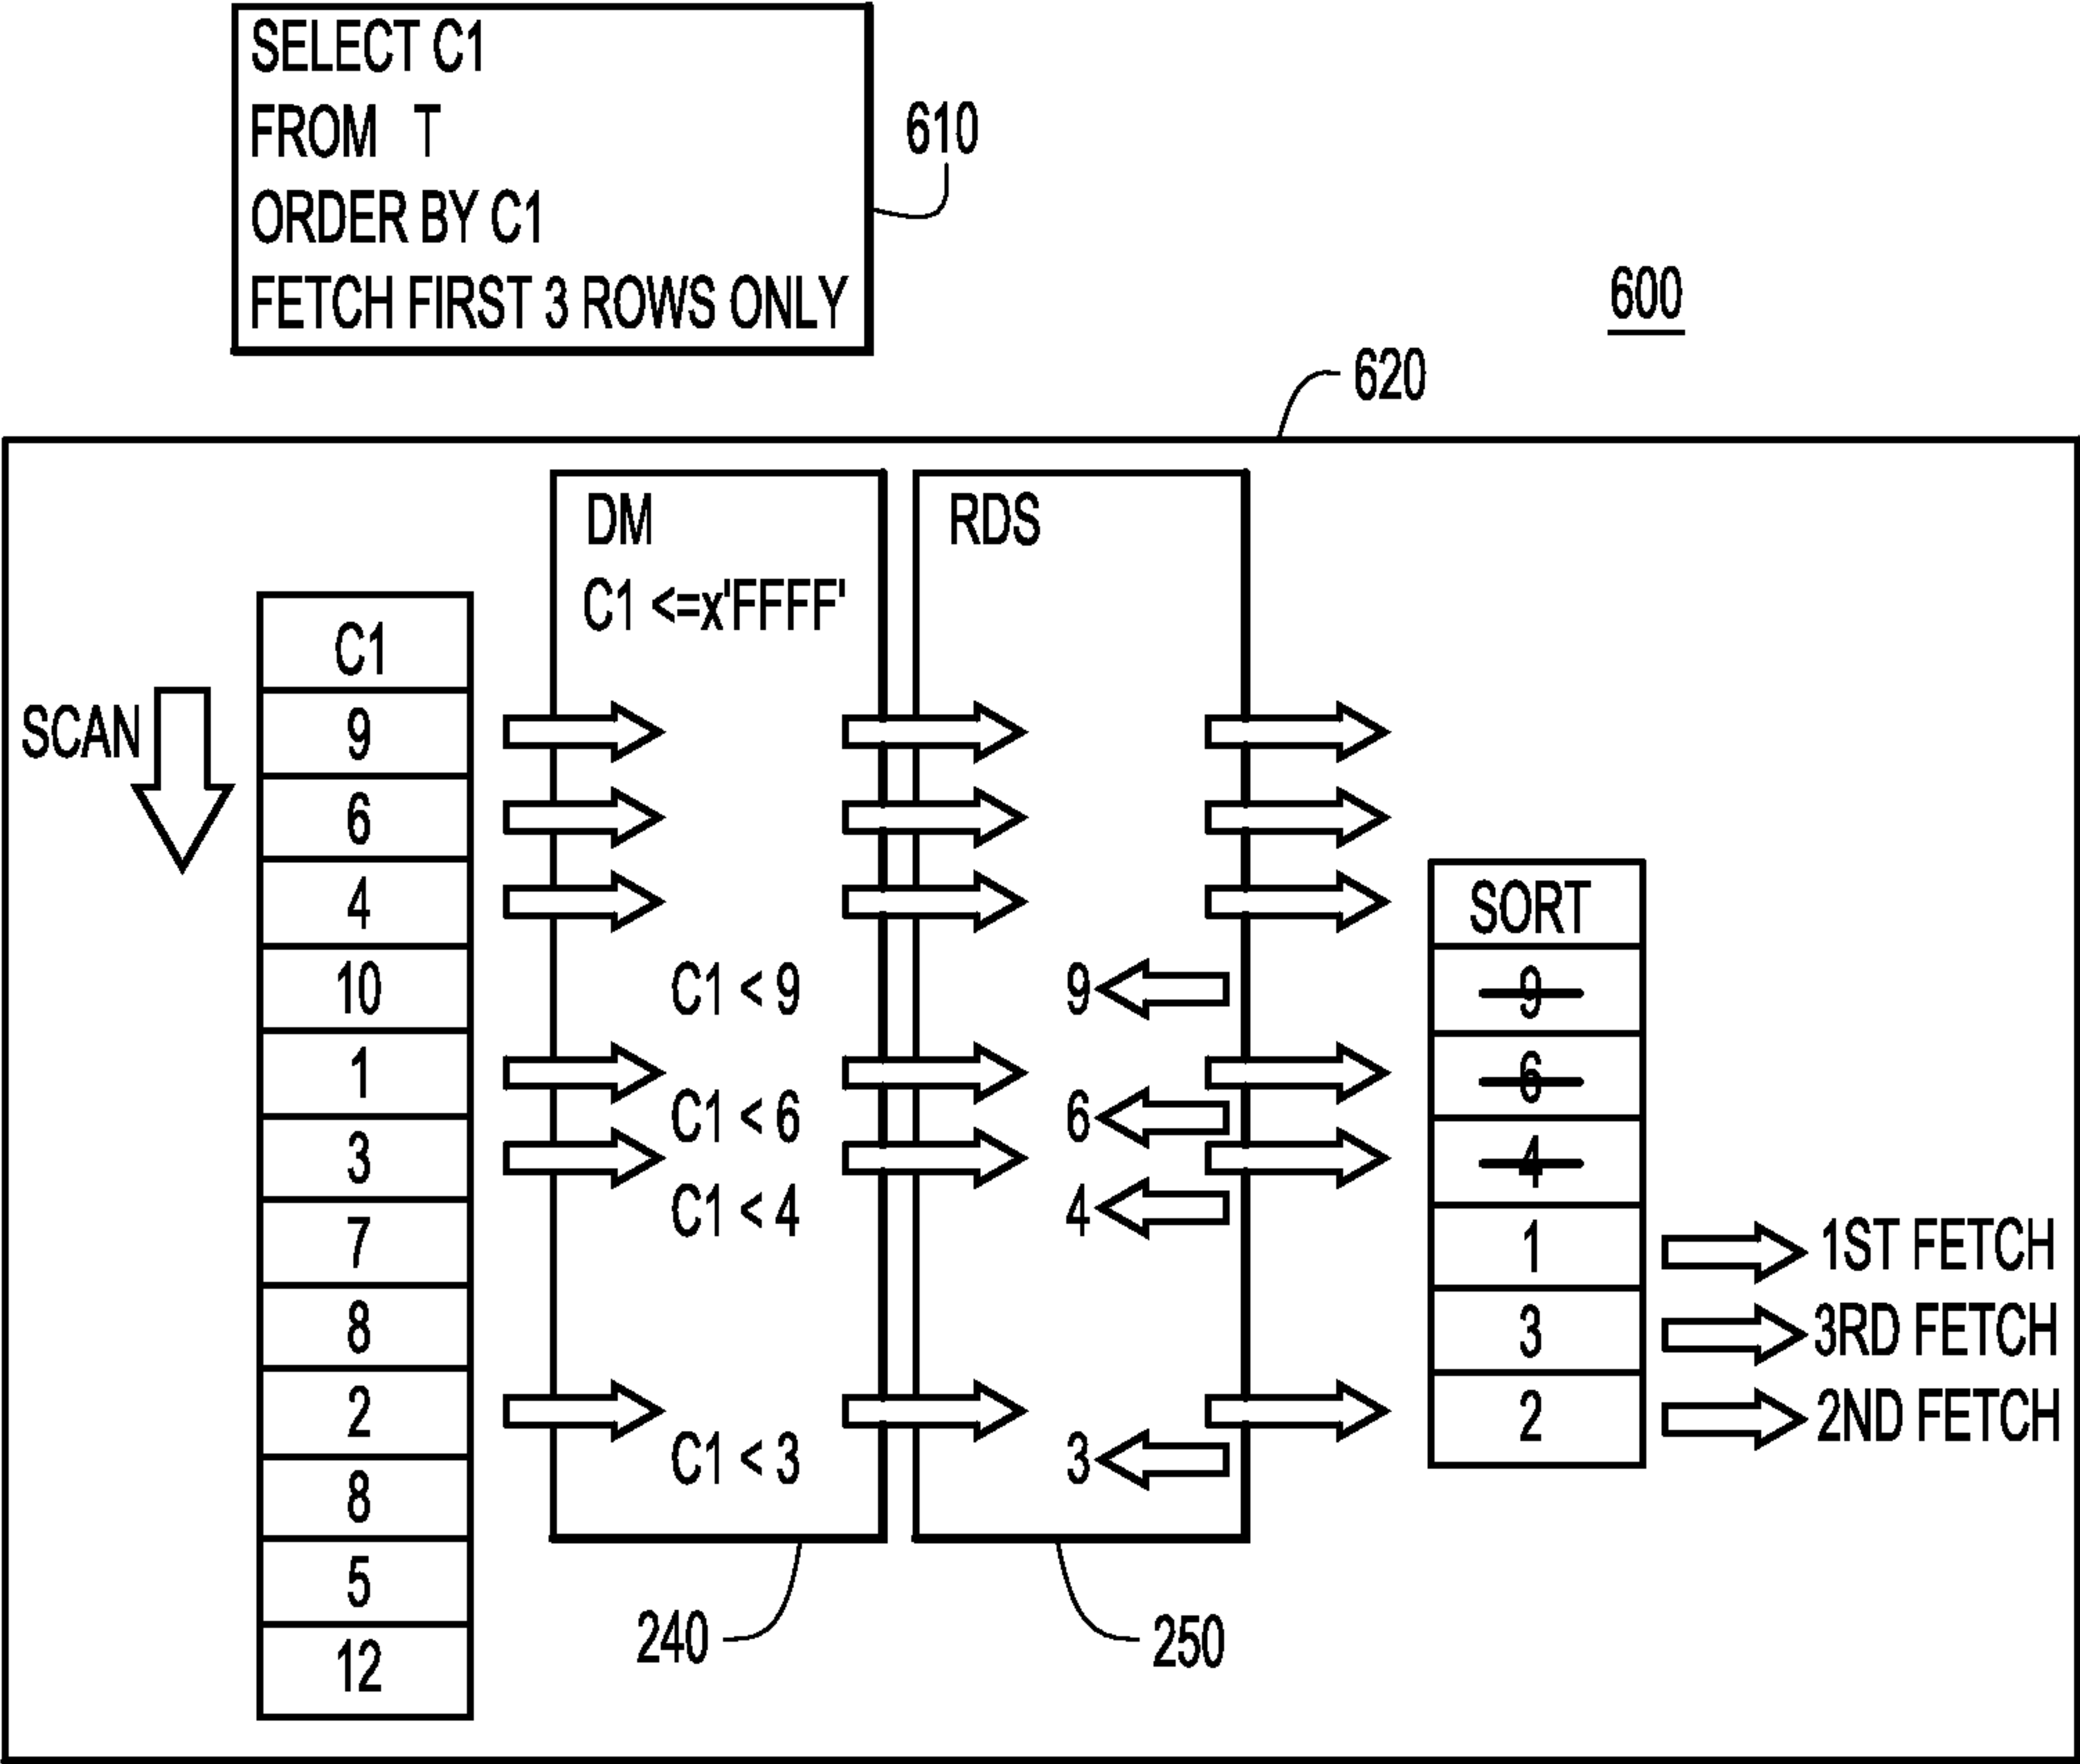 SELECT C1
FROM T
ORDER BY C1
FETCH FIRST 3 ROWS ONLY
610
600
620
DM
C1 <=x'FFFF'
RDS
SCAN
C1
9
6
4
10
1
3
7
8
2
8
5
12
C1 < 9
C1 < 6
C1 < 4
C1 < 3
9
6
4
3
SORT
9
6
4
1
3
2
1ST FETCH
3RD FETCH
2ND FETCH
240
250